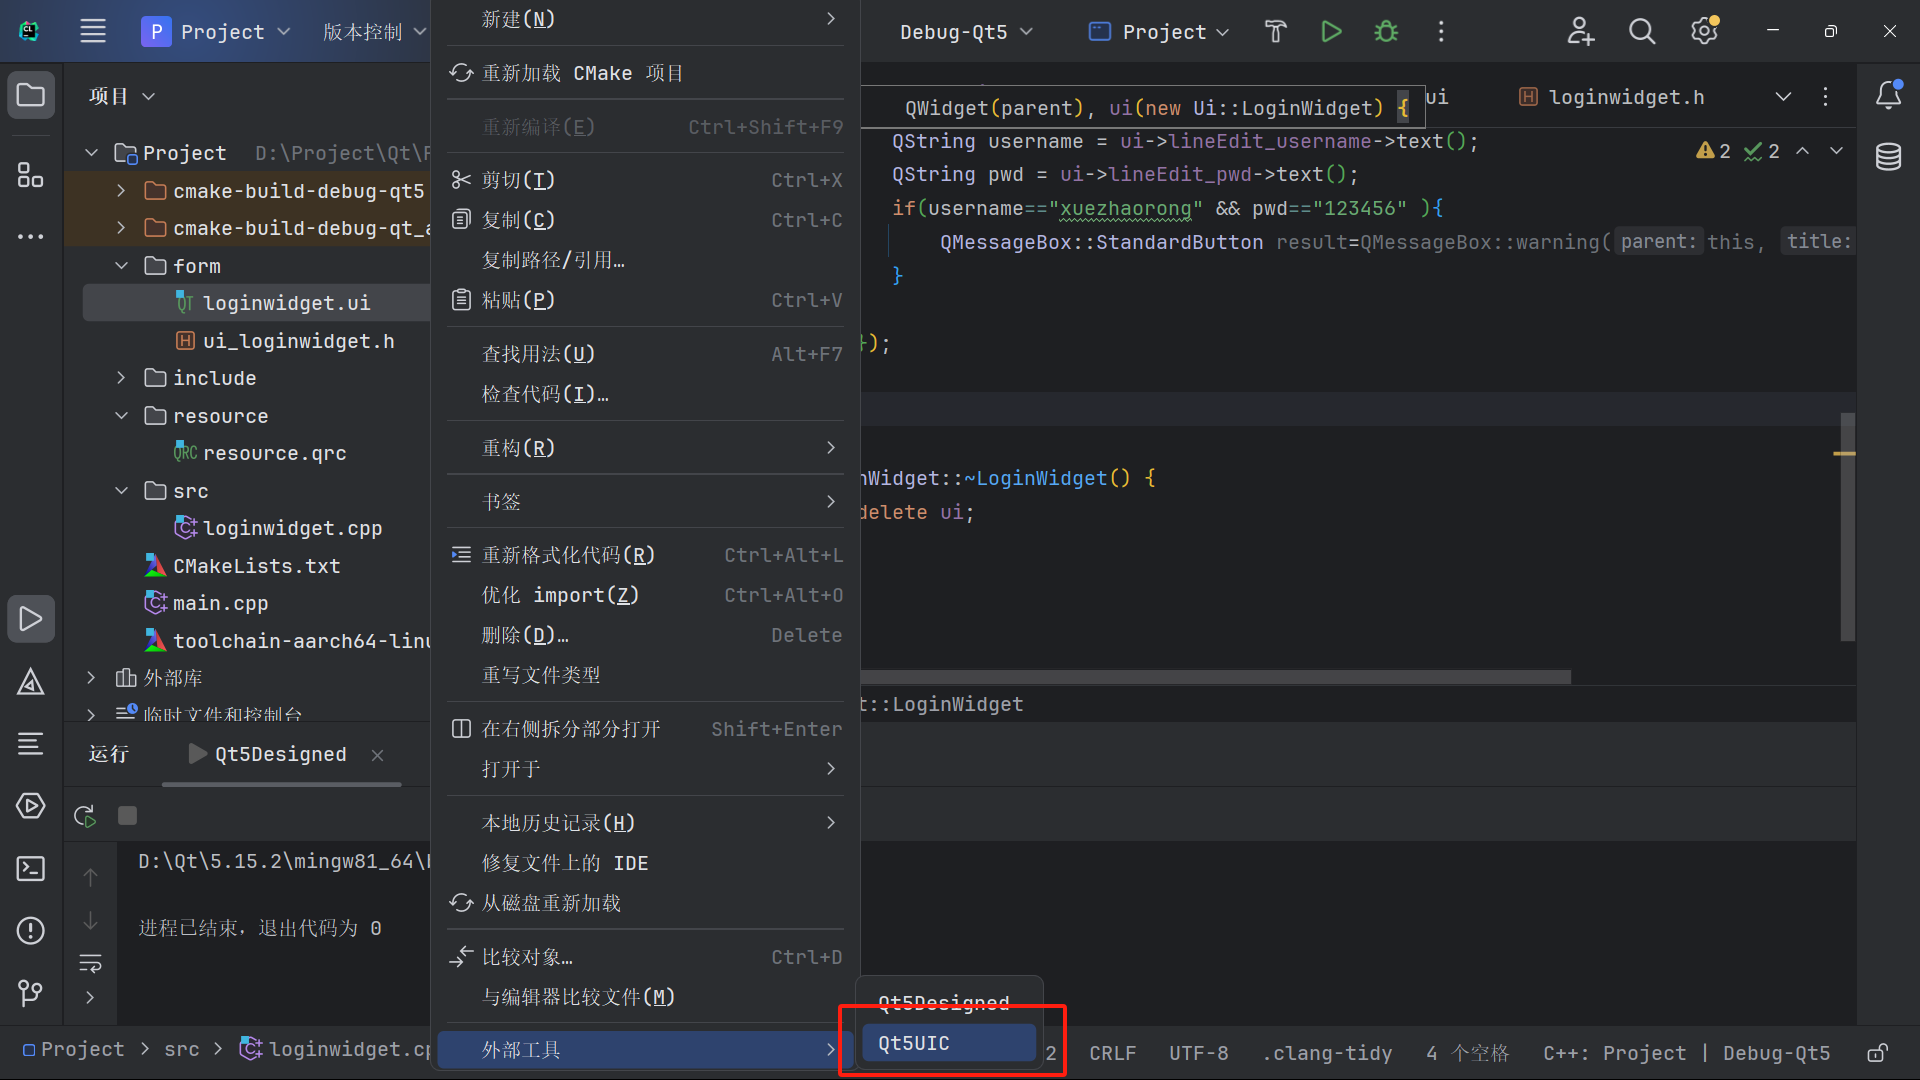 P Project 版本控制
Debug-Qt5 Project
项目
Project D:\Project\Qt\
cmake-build-debug-qt5
cmake-build-debug-qt_
form
loginwidget.ui
ui_loginwidget.h
include
resource
resource.qrc
src
loginwidget.cpp
CMakeLists.txt
main.cpp
toolchain-aarch64-linu
外部库
临时文件和控制台
运行 Qt5Designed
D:\Qt\5.15.2\mingw81_64\
进程已结束，退出代码为 0
新建(N)
重新加载 CMake 项目
重新编译(E) Ctrl+Shift+F9
剪切(T) Ctrl+X
复制(C) Ctrl+C
复制路径/引用…
粘贴(P) Ctrl+V
查找用法(U) Alt+F7
检查代码(I)…
重构(R)
书签
重新格式化代码(R) Ctrl+Alt+L
优化 import(Z) Ctrl+Alt+O
删除(D)… Delete
重写文件类型
在右侧拆分部分打开 Shift+Enter
打开于
本地历史记录(H)
修复文件上的 IDE
从磁盘重新加载
比较对象… Ctrl+D
与编辑器比较文件(M)
外部工具
Qt5Designed
Qt5UIC
ui loginwidget.h
QWidget(parent), ui(new Ui::LoginWidget) {
QString username = ui->lineEdit_username->text();
2 2
QString pwd = ui->lineEdit_pwd->text();
if(username=="xuezhaorong" && pwd=="123456" ){
QMessageBox::StandardButton result=QMessageBox::warning( parent: this, title:
}
});
nWidget::~LoginWidget() {
delete ui;
t::LoginWidget
Project > src > loginwidget.cp
2 CRLF UTF-8 .clang-tidy 4 个空格 C++: Project | Debug-Qt5